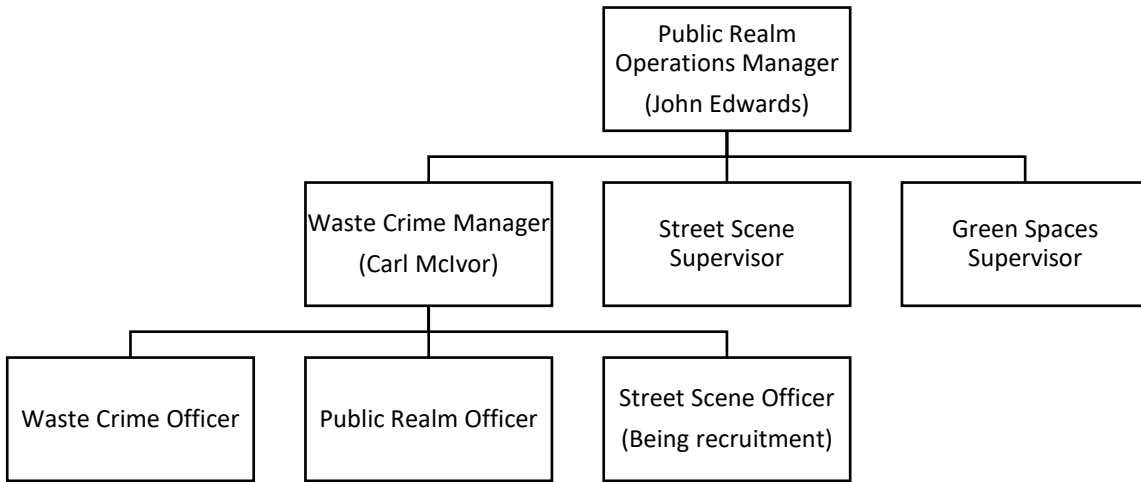 Public Realm
Operations Manager
(John Edwards)
Waste Crime Manager
(Carl McIvor)
Street Scene
Supervisor
Green Spaces
Supervisor
Waste Crime Officer
Public Realm Officer
Street Scene Officer
(Being recruitment)